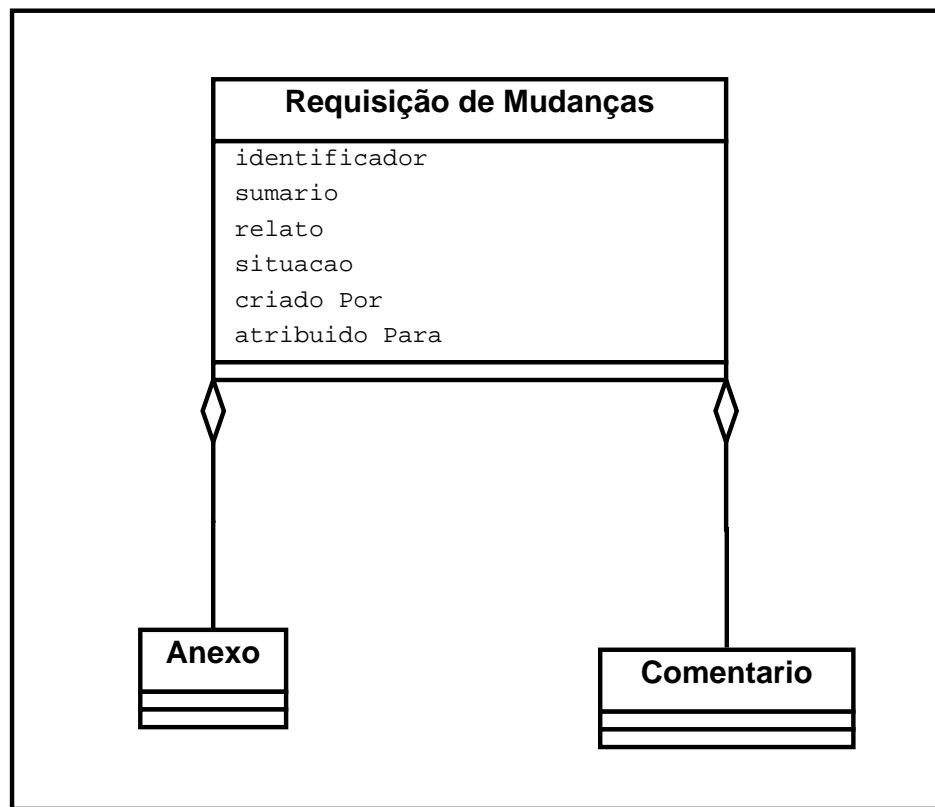 Requisição de Mudanças
identificador
sumario
relato
situacao
criado Por
atribuido Para
Anexo
Comentario